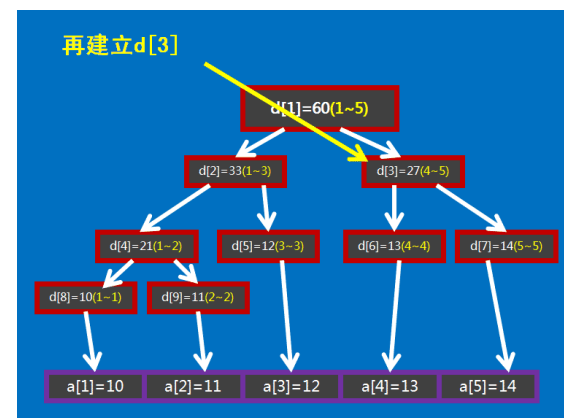 再建立d[3]
d[1]=60(1~5)
d[2]=33(1~3)
d[3]=27(4~5)
d[4]=21(1~2)
d[5]=12(3~3)
d[6]=13(4~4)
d[7]=14(5~5)
d[8]=10(1~1)
d[9]=11(2~2)
a[1]=10
a[2]=11
a[3]=12
a[4]=13
a[5]=14